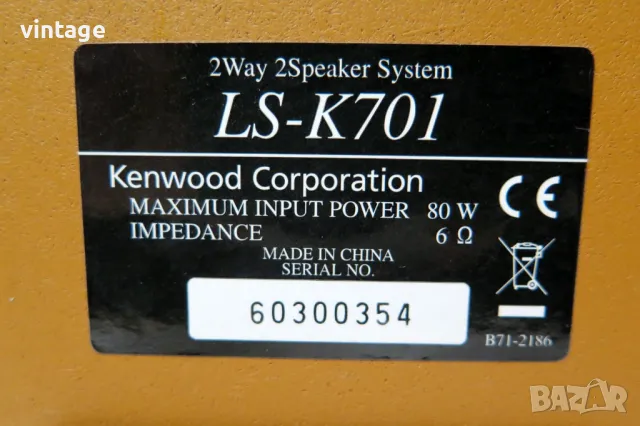 vintage
2Way 2Speaker System
LS-K701
Kenwood Corporation
MAXIMUM INPUT POWER 80 W
IMPEDANCE 6 Ω
CE
MADE IN CHINA
SERIAL NO.
60300354
B71-2186
BAZAR